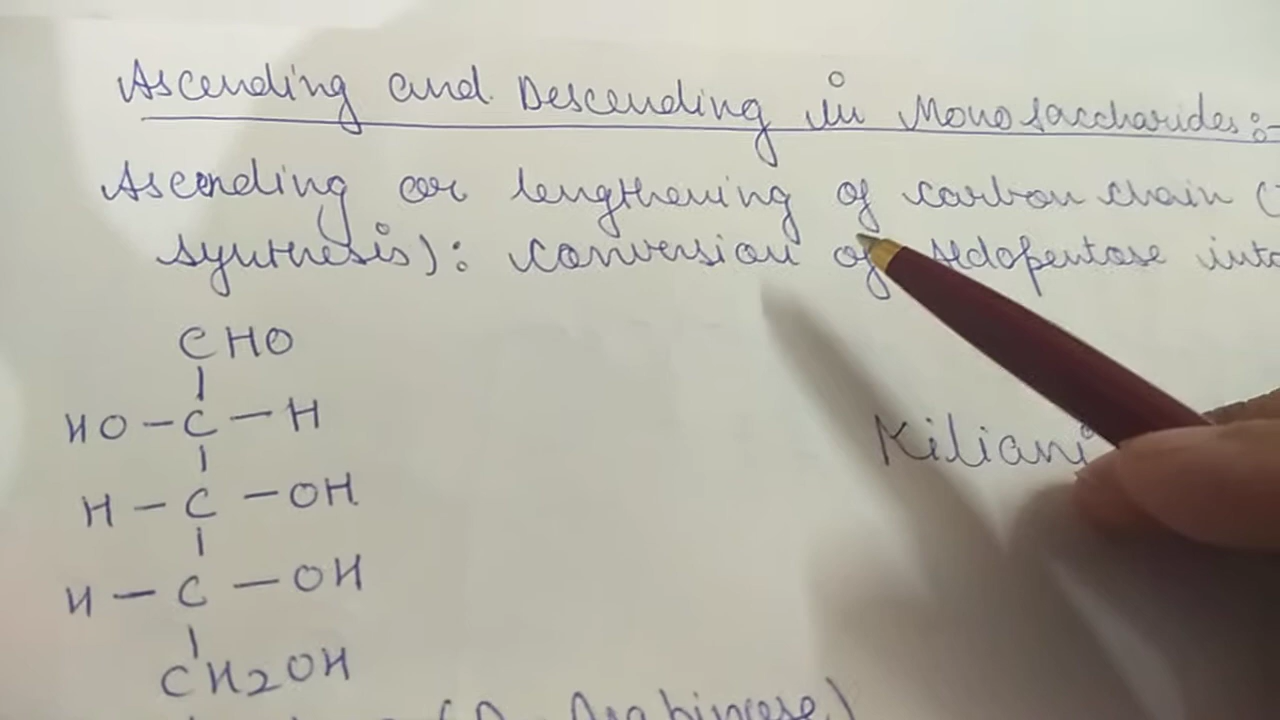 Ascending and Descending in Monosaccharides:-
Ascending or lengthening of carbon chain (
synthesis): conversion of Aldopentose into
CHO
HO-C-H
H-C-OH
Kiliani
H-C-OH
CH2OH
(D-Arabinose)